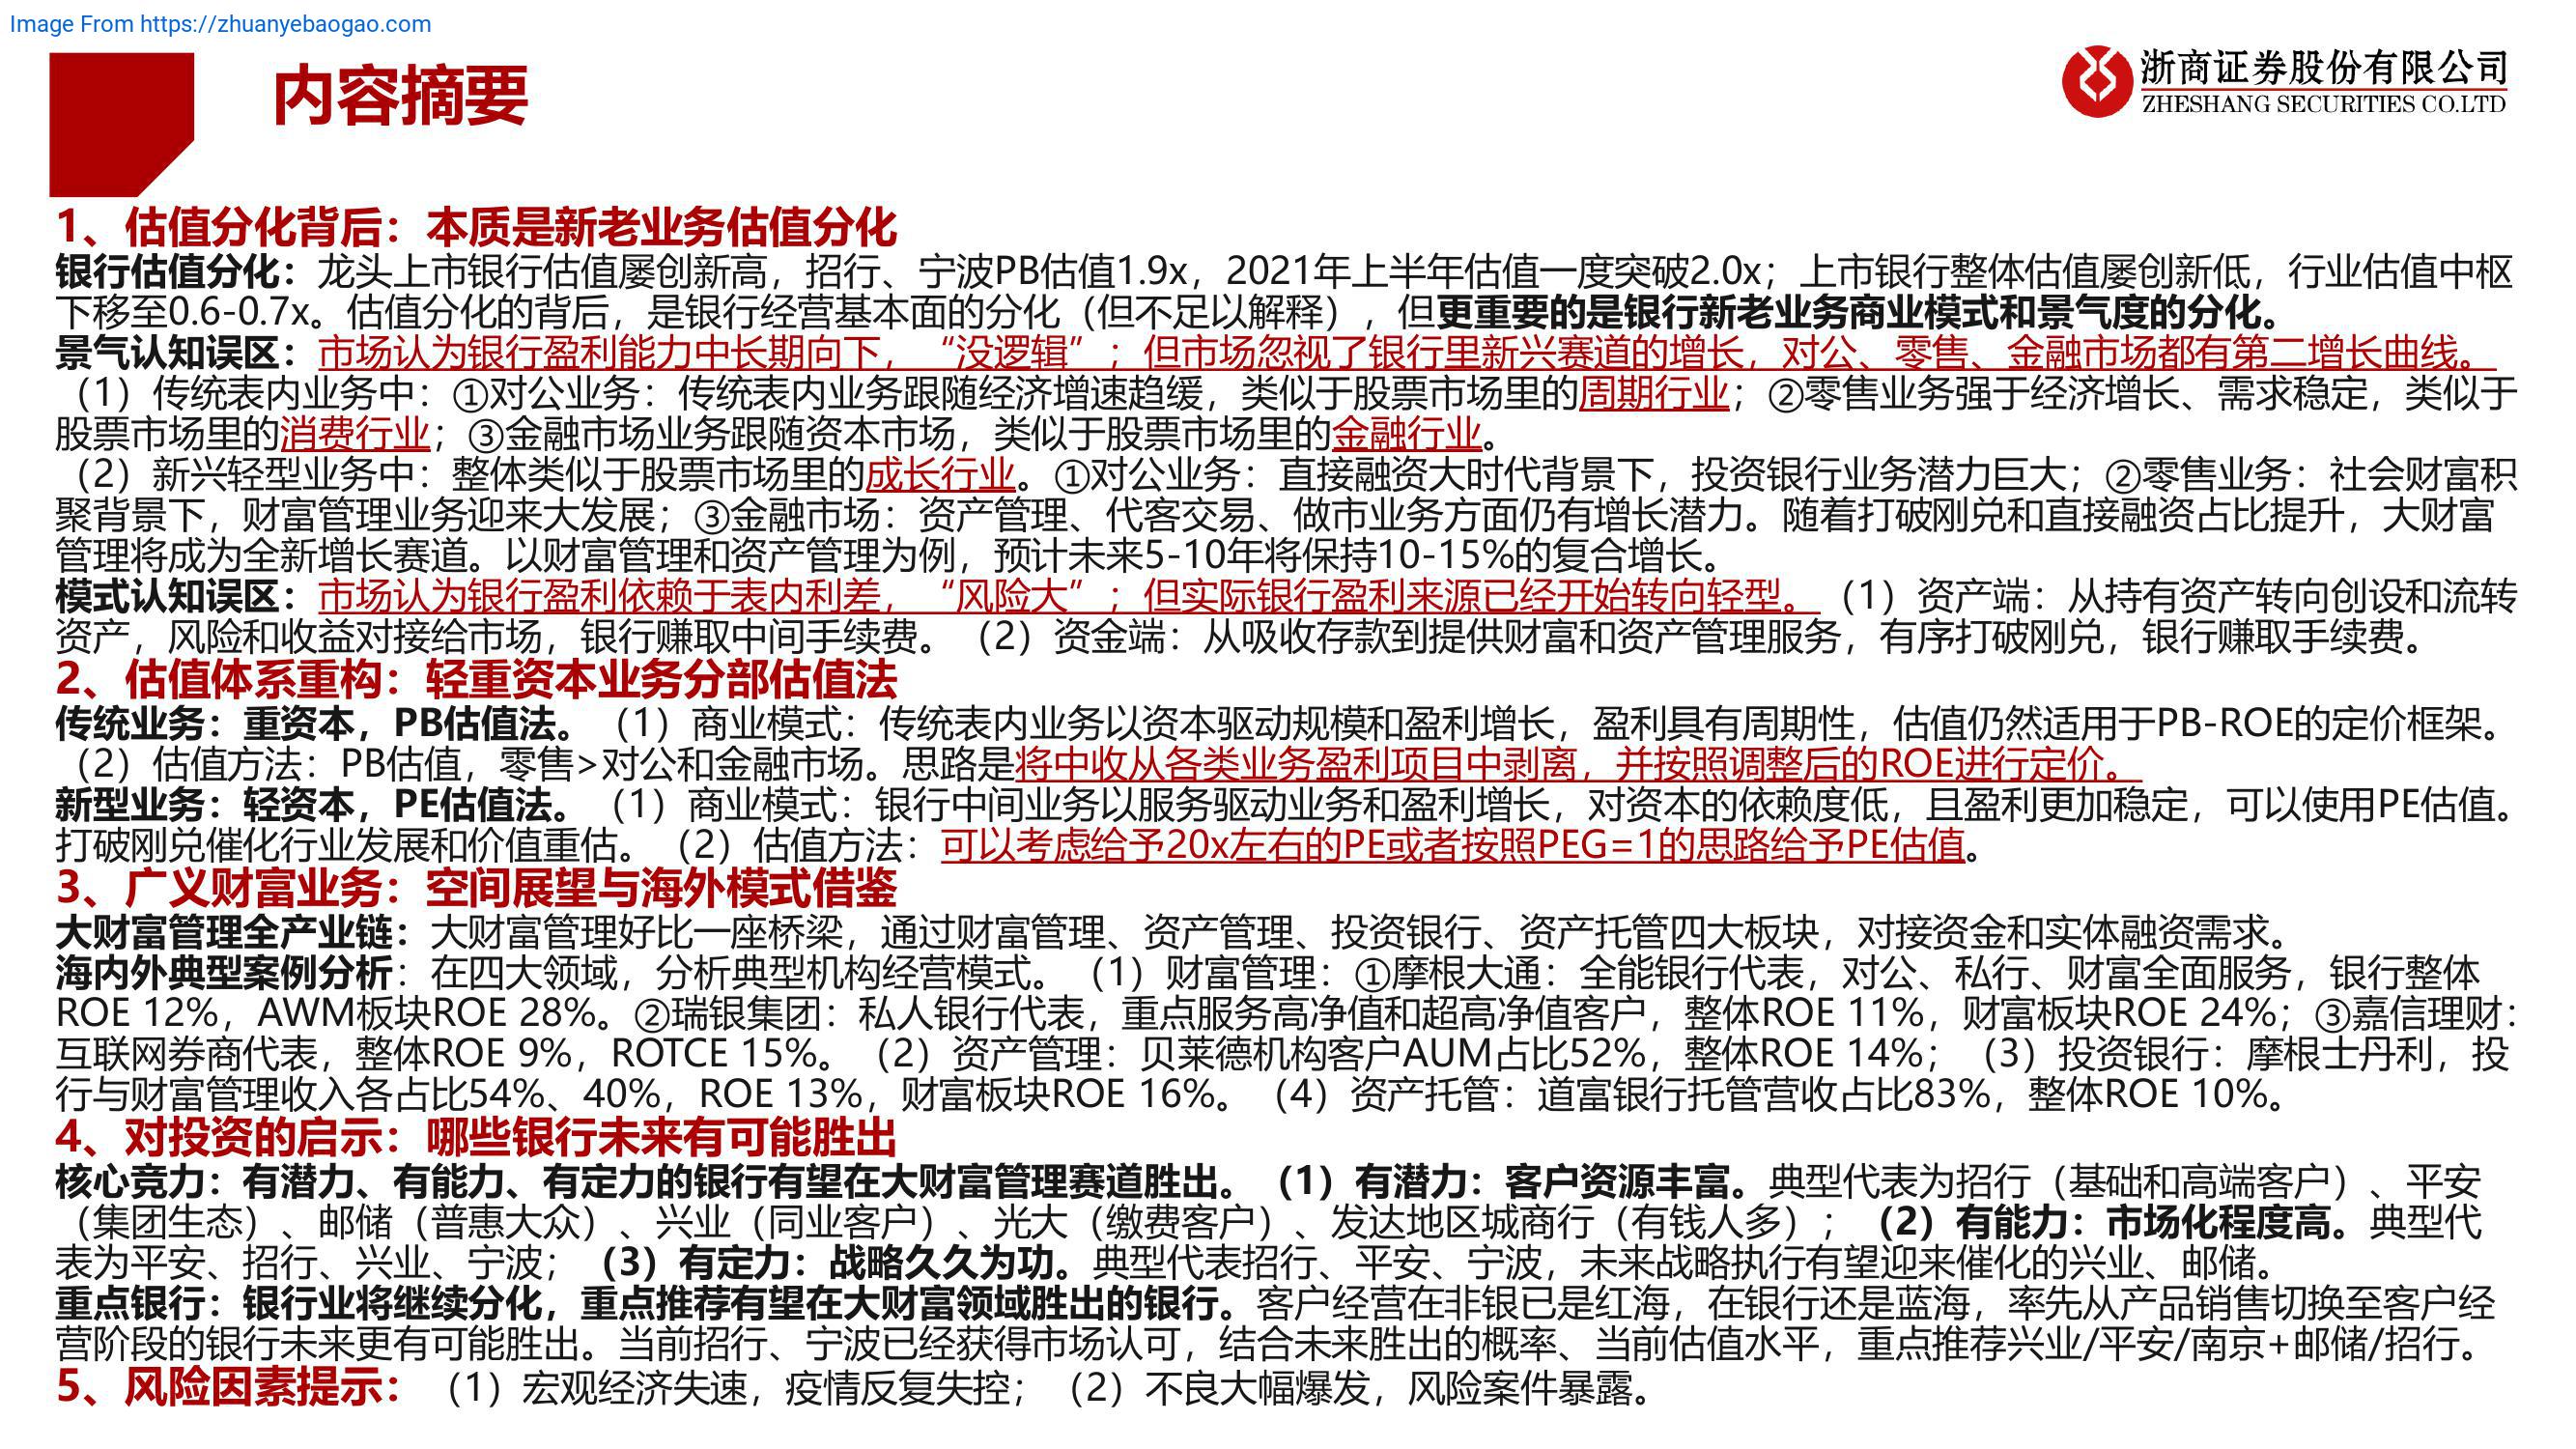 Image From https://zhuanyebaogao.com
内容摘要
浙商证券股份有限公司
ZHESHANG SECURITIES CO.LTD
1、估值分化背后：本质是新老业务估值分化
银行估值分化：龙头上市银行估值屡创新高，招行、宁波PB估值1.9x，2021年上半年估值一度突破2.0x；上市银行整体估值屡创新低，行业估值中枢
下移至0.6-0.7x。估值分化的背后，是银行经营基本面的分化（但不足以解释），但更重要的是银行新老业务商业模式和景气度的分化。
景气认知误区：市场认为银行盈利能力中长期向下，“没逻辑”；但市场忽视了银行里新兴赛道的增长，对公、零售、金融市场都有第二增长曲线。
（1）传统表内业务中：①对公业务：传统表内业务跟随经济增速趋缓，类似于股票市场里的周期行业；②零售业务强于经济增长、需求稳定，类似于
股票市场里的消费行业；③金融市场业务跟随资本市场，类似于股票市场里的金融行业。
（2）新兴轻型业务中：整体类似于股票市场里的成长行业。①对公业务：直接融资大时代背景下，投资银行业务潜力巨大；②零售业务：社会财富积
聚背景下，财富管理业务迎来大发展；③金融市场：资产管理、代客交易、做市业务方面仍有增长潜力。随着打破刚兑和直接融资占比提升，大财富
管理将成为全新增长赛道。以财富管理和资产管理为例，预计未来5-10年将保持10-15%的复合增长。
模式认知误区：市场认为银行盈利依赖于表内利差，“风险大”；但实际银行盈利来源已经开始转向轻型。（1）资产端：从持有资产转向创设和流转
资产，风险和收益对接给市场，银行赚取中间手续费。（2）资金端：从吸收存款到提供财富和资产管理服务，有序打破刚兑，银行赚取手续费。
2、估值体系重构：轻重资本业务分部估值法
传统业务：重资本，PB估值法。（1）商业模式：传统表内业务以资本驱动规模和盈利增长，盈利具有周期性，估值仍然适用于PB-ROE的定价框架。
（2）估值方法：PB估值，零售>对公和金融市场。思路是将中收从各类业务盈利项目中剥离，并按照调整后的ROE进行定价。
新型业务：轻资本，PE估值法。（1）商业模式：银行中间业务以服务驱动业务和盈利增长，对资本的依赖度低，且盈利更加稳定，可以使用PE估值。
打破刚兑催化行业发展和价值重估。（2）估值方法：可以考虑给予20x左右的PE或者按照PEG=1的思路给予PE估值。
3、广义财富业务：空间展望与海外模式借鉴
大财富管理全产业链：大财富管理好比一座桥梁，通过财富管理、资产管理、投资银行、资产托管四大板块，对接资金和实体融资需求。
海内外典型案例分析：在四大领域，分析典型机构经营模式。（1）财富管理：①摩根大通：全能银行代表，对公、私行、财富全面服务，银行整体
ROE 12%，AWM板块ROE 28%。②瑞银集团：私人银行代表，重点服务高净值和超高净值客户，整体ROE 11%，财富板块ROE 24%；③嘉信理财：
互联网券商代表，整体ROE 9%，ROTCE 15%。（2）资产管理：贝莱德机构客户AUM占比52%，整体ROE 14%；（3）投资银行：摩根士丹利，投
行与财富管理收入各占比54%、40%，ROE 13%，财富板块ROE 16%。（4）资产托管：道富银行托管营收占比83%，整体ROE 10%。
4、对投资的启示：哪些银行未来有可能胜出
核心竞力：有潜力、有能力、有定力的银行有望在大财富管理赛道胜出。（1）有潜力：客户资源丰富。典型代表为招行（基础和高端客户）、平安
（集团生态）、邮储（普惠大众）、兴业（同业客户）、光大（缴费客户）、发达地区城商行（有钱人多）；（2）有能力：市场化程度高。典型代
表为平安、招行、兴业、宁波；（3）有定力：战略久久为功。典型代表招行、平安、宁波，未来战略执行有望迎来催化的兴业、邮储。
重点银行：银行业将继续分化，重点推荐有望在大财富领域胜出的银行。客户经营在非银已是红海，在银行还是蓝海，率先从产品销售切换至客户经
营阶段的银行未来更有可能胜出。当前招行、宁波已经获得市场认可，结合未来胜出的概率、当前估值水平，重点推荐兴业/平安/南京+邮储/招行。
5、风险因素提示：（1）宏观经济失速，疫情反复失控；（2）不良大幅爆发，风险案件暴露。